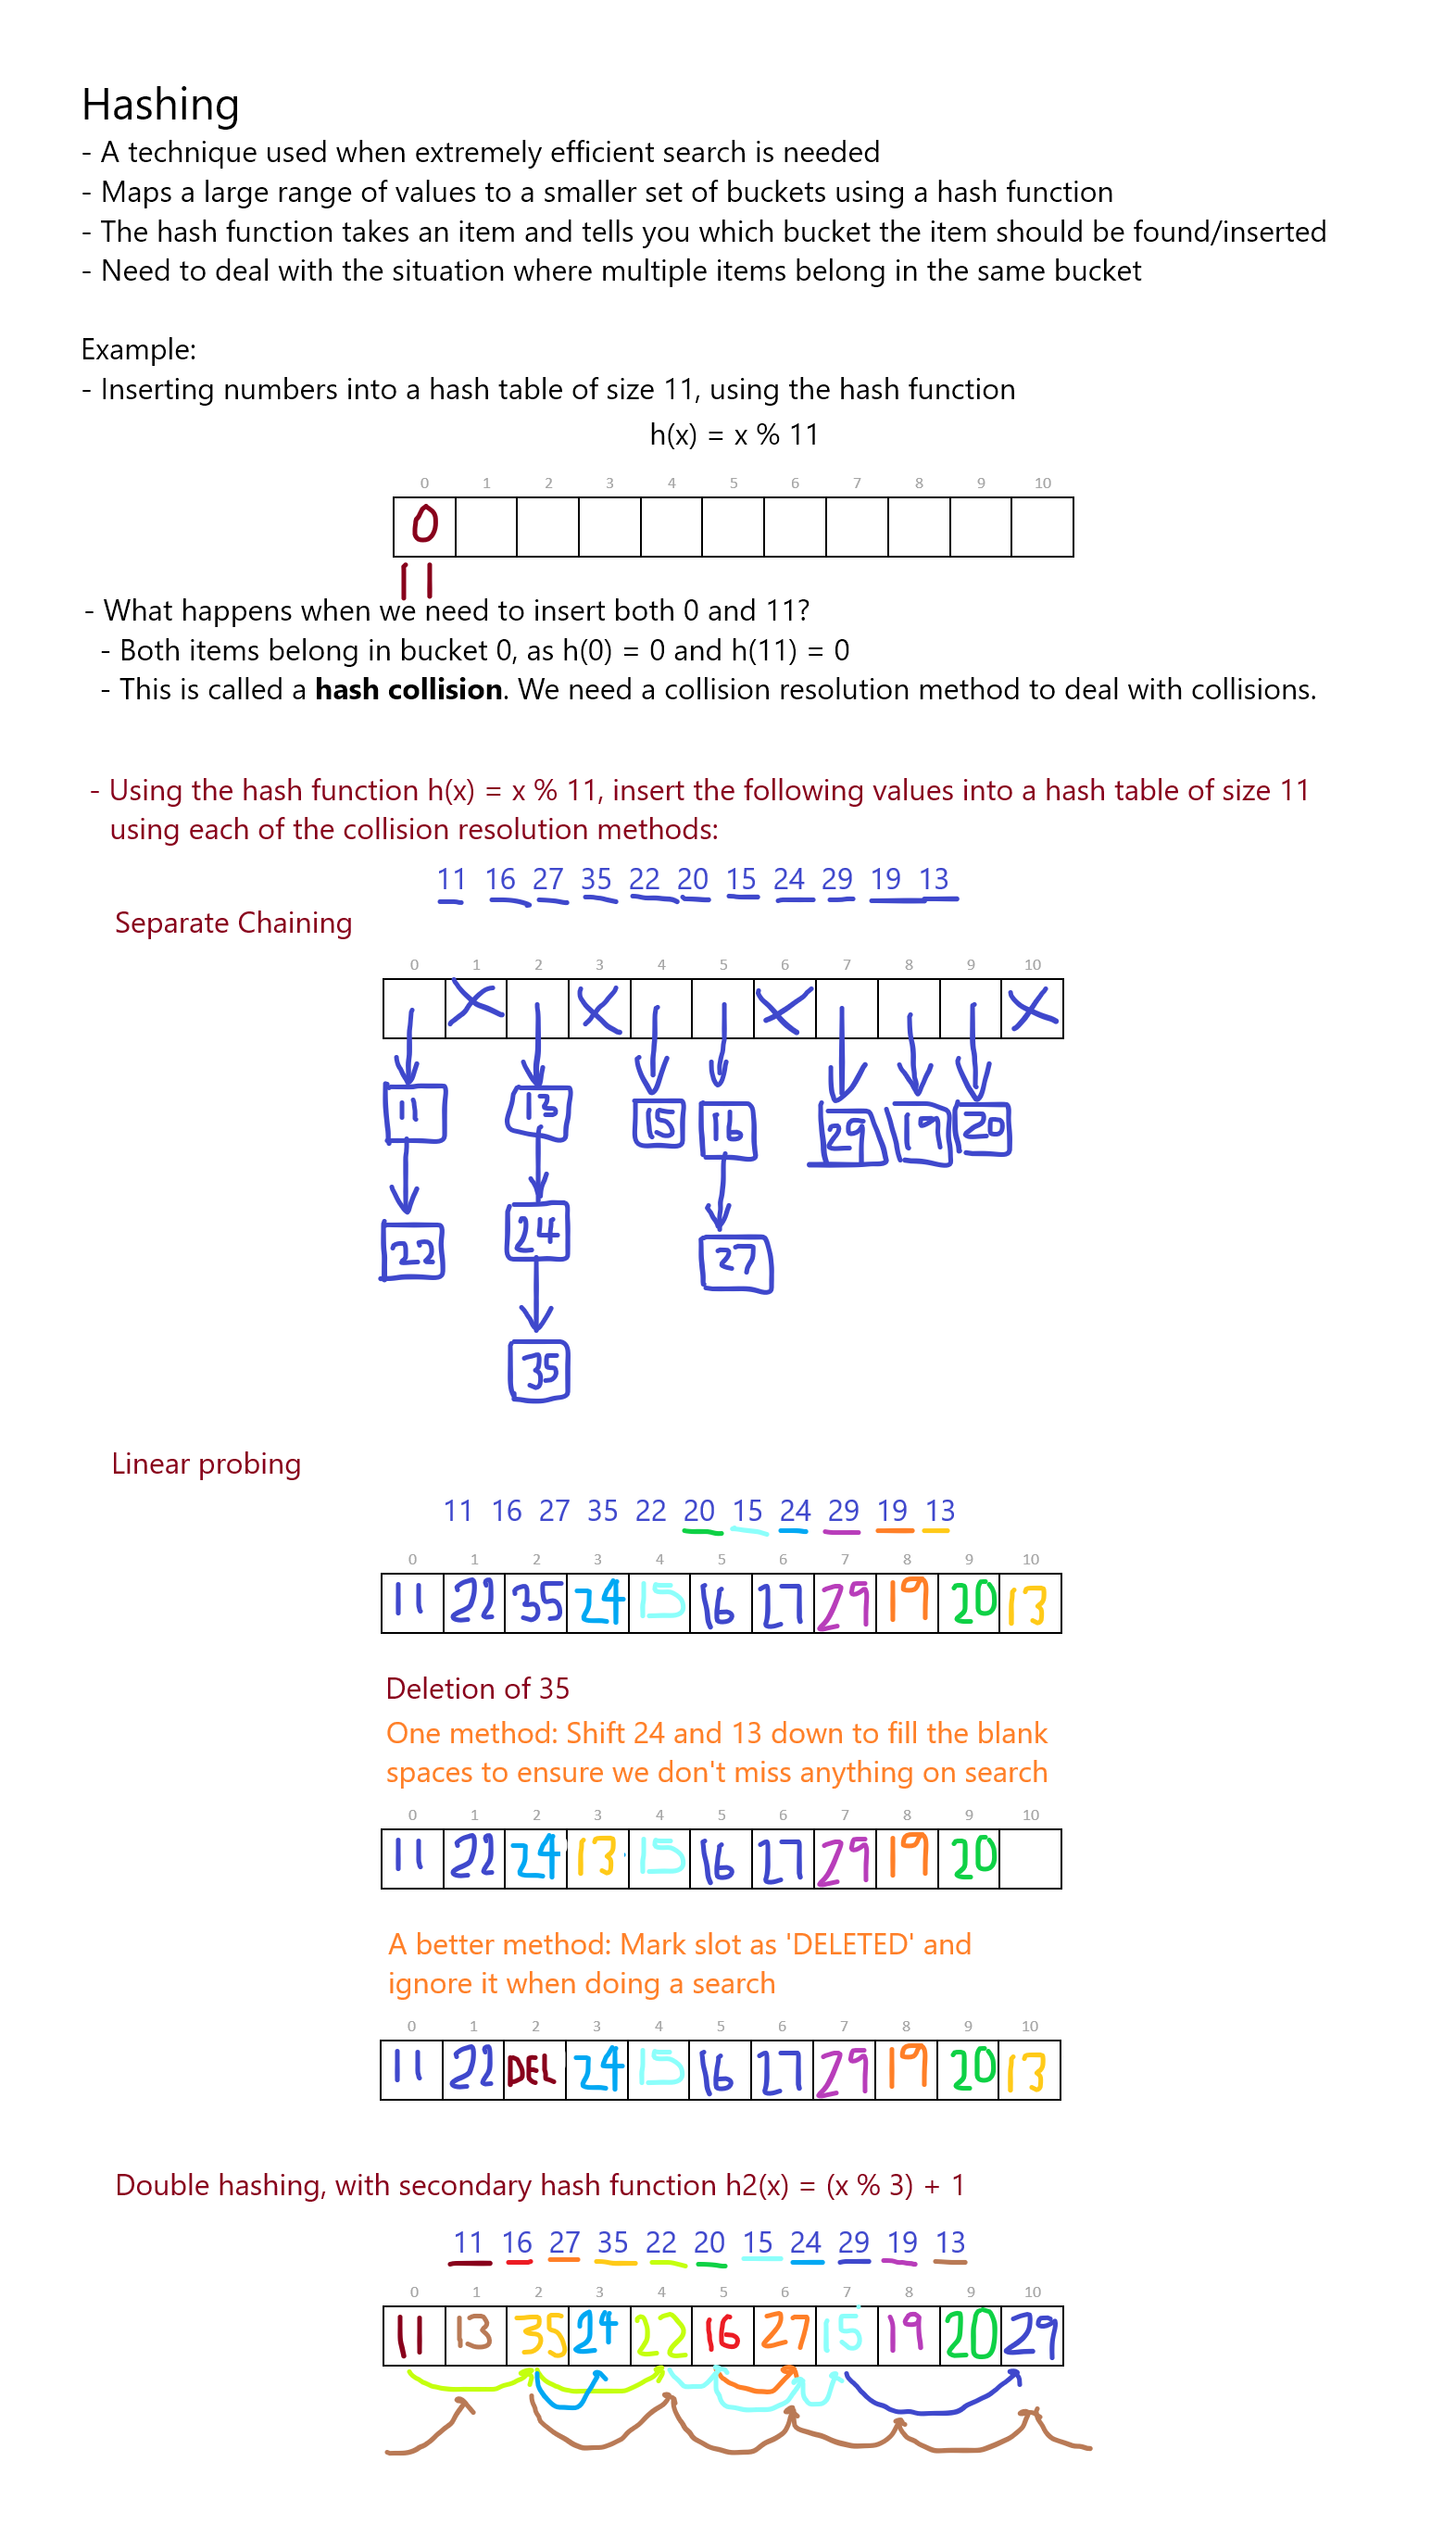 Hashing
- A technique used when extremely efficient search is needed
- Maps a large range of values to a smaller set of buckets using a hash function
- The hash function takes an item and tells you which bucket the item should be found/inserted
- Need to deal with the situation where multiple items belong in the same bucket
Example:
- Inserting numbers into a hash table of size 11, using the hash function
h(x) = x % 11
0 1 2 3 4 5 6 7 8 9 10
0
11
- What happens when we need to insert both 0 and 11?
- Both items belong in bucket 0, as h(0) = 0 and h(11) = 0
- This is called a hash collision. We need a collision resolution method to deal with collisions.
- Using the hash function h(x) = x % 11, insert the following values into a hash table of size 11
using each of the collision resolution methods:
11 16 27 35 22 20 15 24 29 19 13
Separate Chaining
0 1 2 3 4 5 6 7 8 9 10
11 13 15 16 29 19 20
22 24 27
35
Linear probing
11 16 27 35 22 20 15 24 29 19 13
0 1 2 3 4 5 6 7 8 9 10
11 22 35 24 15 16 27 29 19 20 13
Deletion of 35
One method: Shift 24 and 13 down to fill the blank
spaces to ensure we don't miss anything on search
0 1 2 3 4 5 6 7 8 9 10
11 22 24 13 15 16 27 29 19 20
A better method: Mark slot as 'DELETED' and
ignore it when doing a search
0 1 2 3 4 5 6 7 8 9 10
11 22 DEL 24 15 16 27 29 19 20 13
Double hashing, with secondary hash function h2(x) = (x % 3) + 1
11 16 27 35 22 20 15 24 29 19 13
0 1 2 3 4 5 6 7 8 9 10
11 13 35 24 22 16 27 15 19 20 29